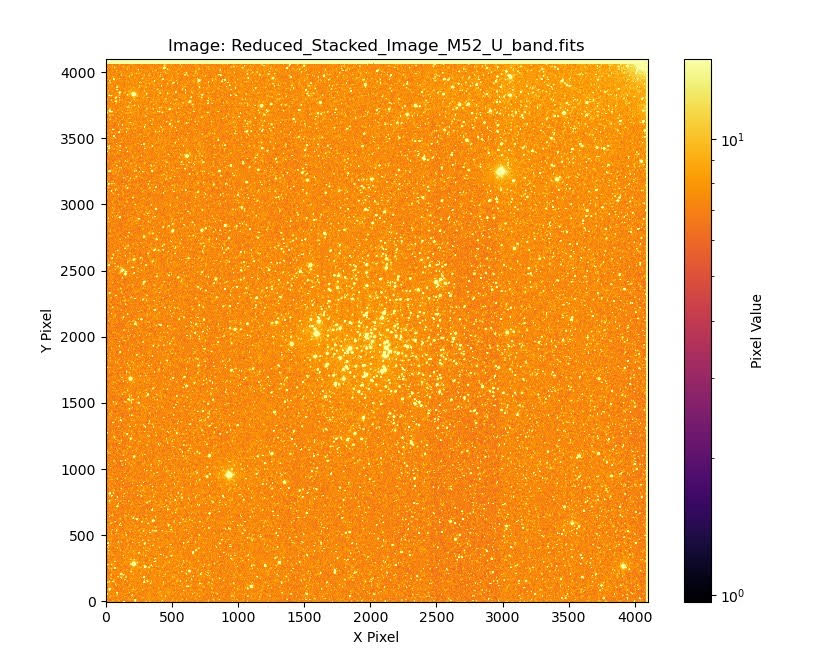 Image: Reduced_Stacked_Image_M52_U_band.fits
4000
3500
3000
2500
2000
1500
1000
500
0
Y Pixel
0 500 1000 1500 2000 2500 3000 3500 4000
X Pixel
10¹
10⁰
Pixel Value